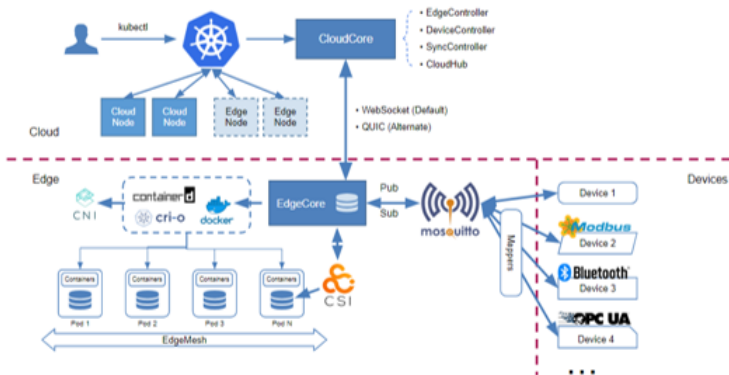 kubectl
CloudCore
• EdgeController
• DeviceController
• SyncController
• CloudHub
Cloud
Node
Cloud
Node
Edge
Node
Edge
Node
• WebSocket (Default)
• QUIC (Alternate)
Cloud
Edge
Devices
CNI
containerd
cri-o
docker
EdgeCore
Pub
Sub
mosquitto
Mappers
Device 1
Modbus
Device 2
Bluetooth
Device 3
OPC UA
Device 4
• • •
CSI
Containers
Containers
Containers
Containers
Pod 1
Pod 2
Pod 3
Pod N
EdgeMesh